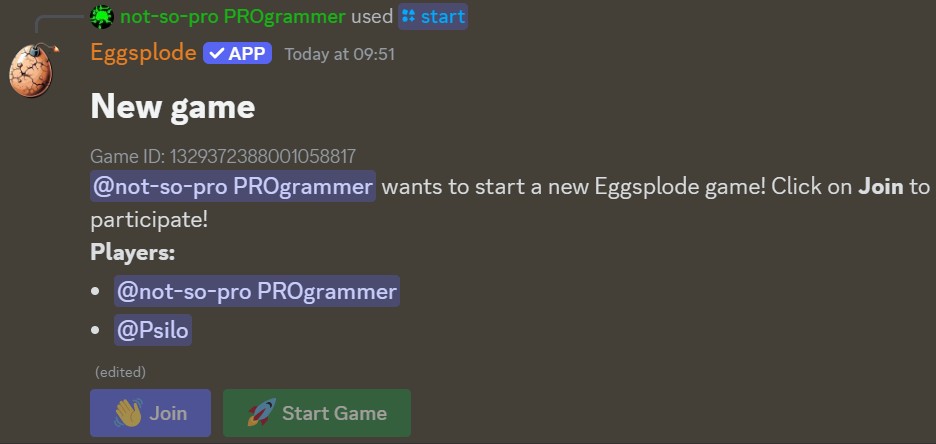 not-so-pro PROgrammer used start
Eggsplode APP Today at 09:51
New game
Game ID: 1329372388001058817
@not-so-pro PROgrammer wants to start a new Eggsplode game! Click on Join to
participate!
Players:
• @not-so-pro PROgrammer
• @Psilo
(edited)
Join Start Game